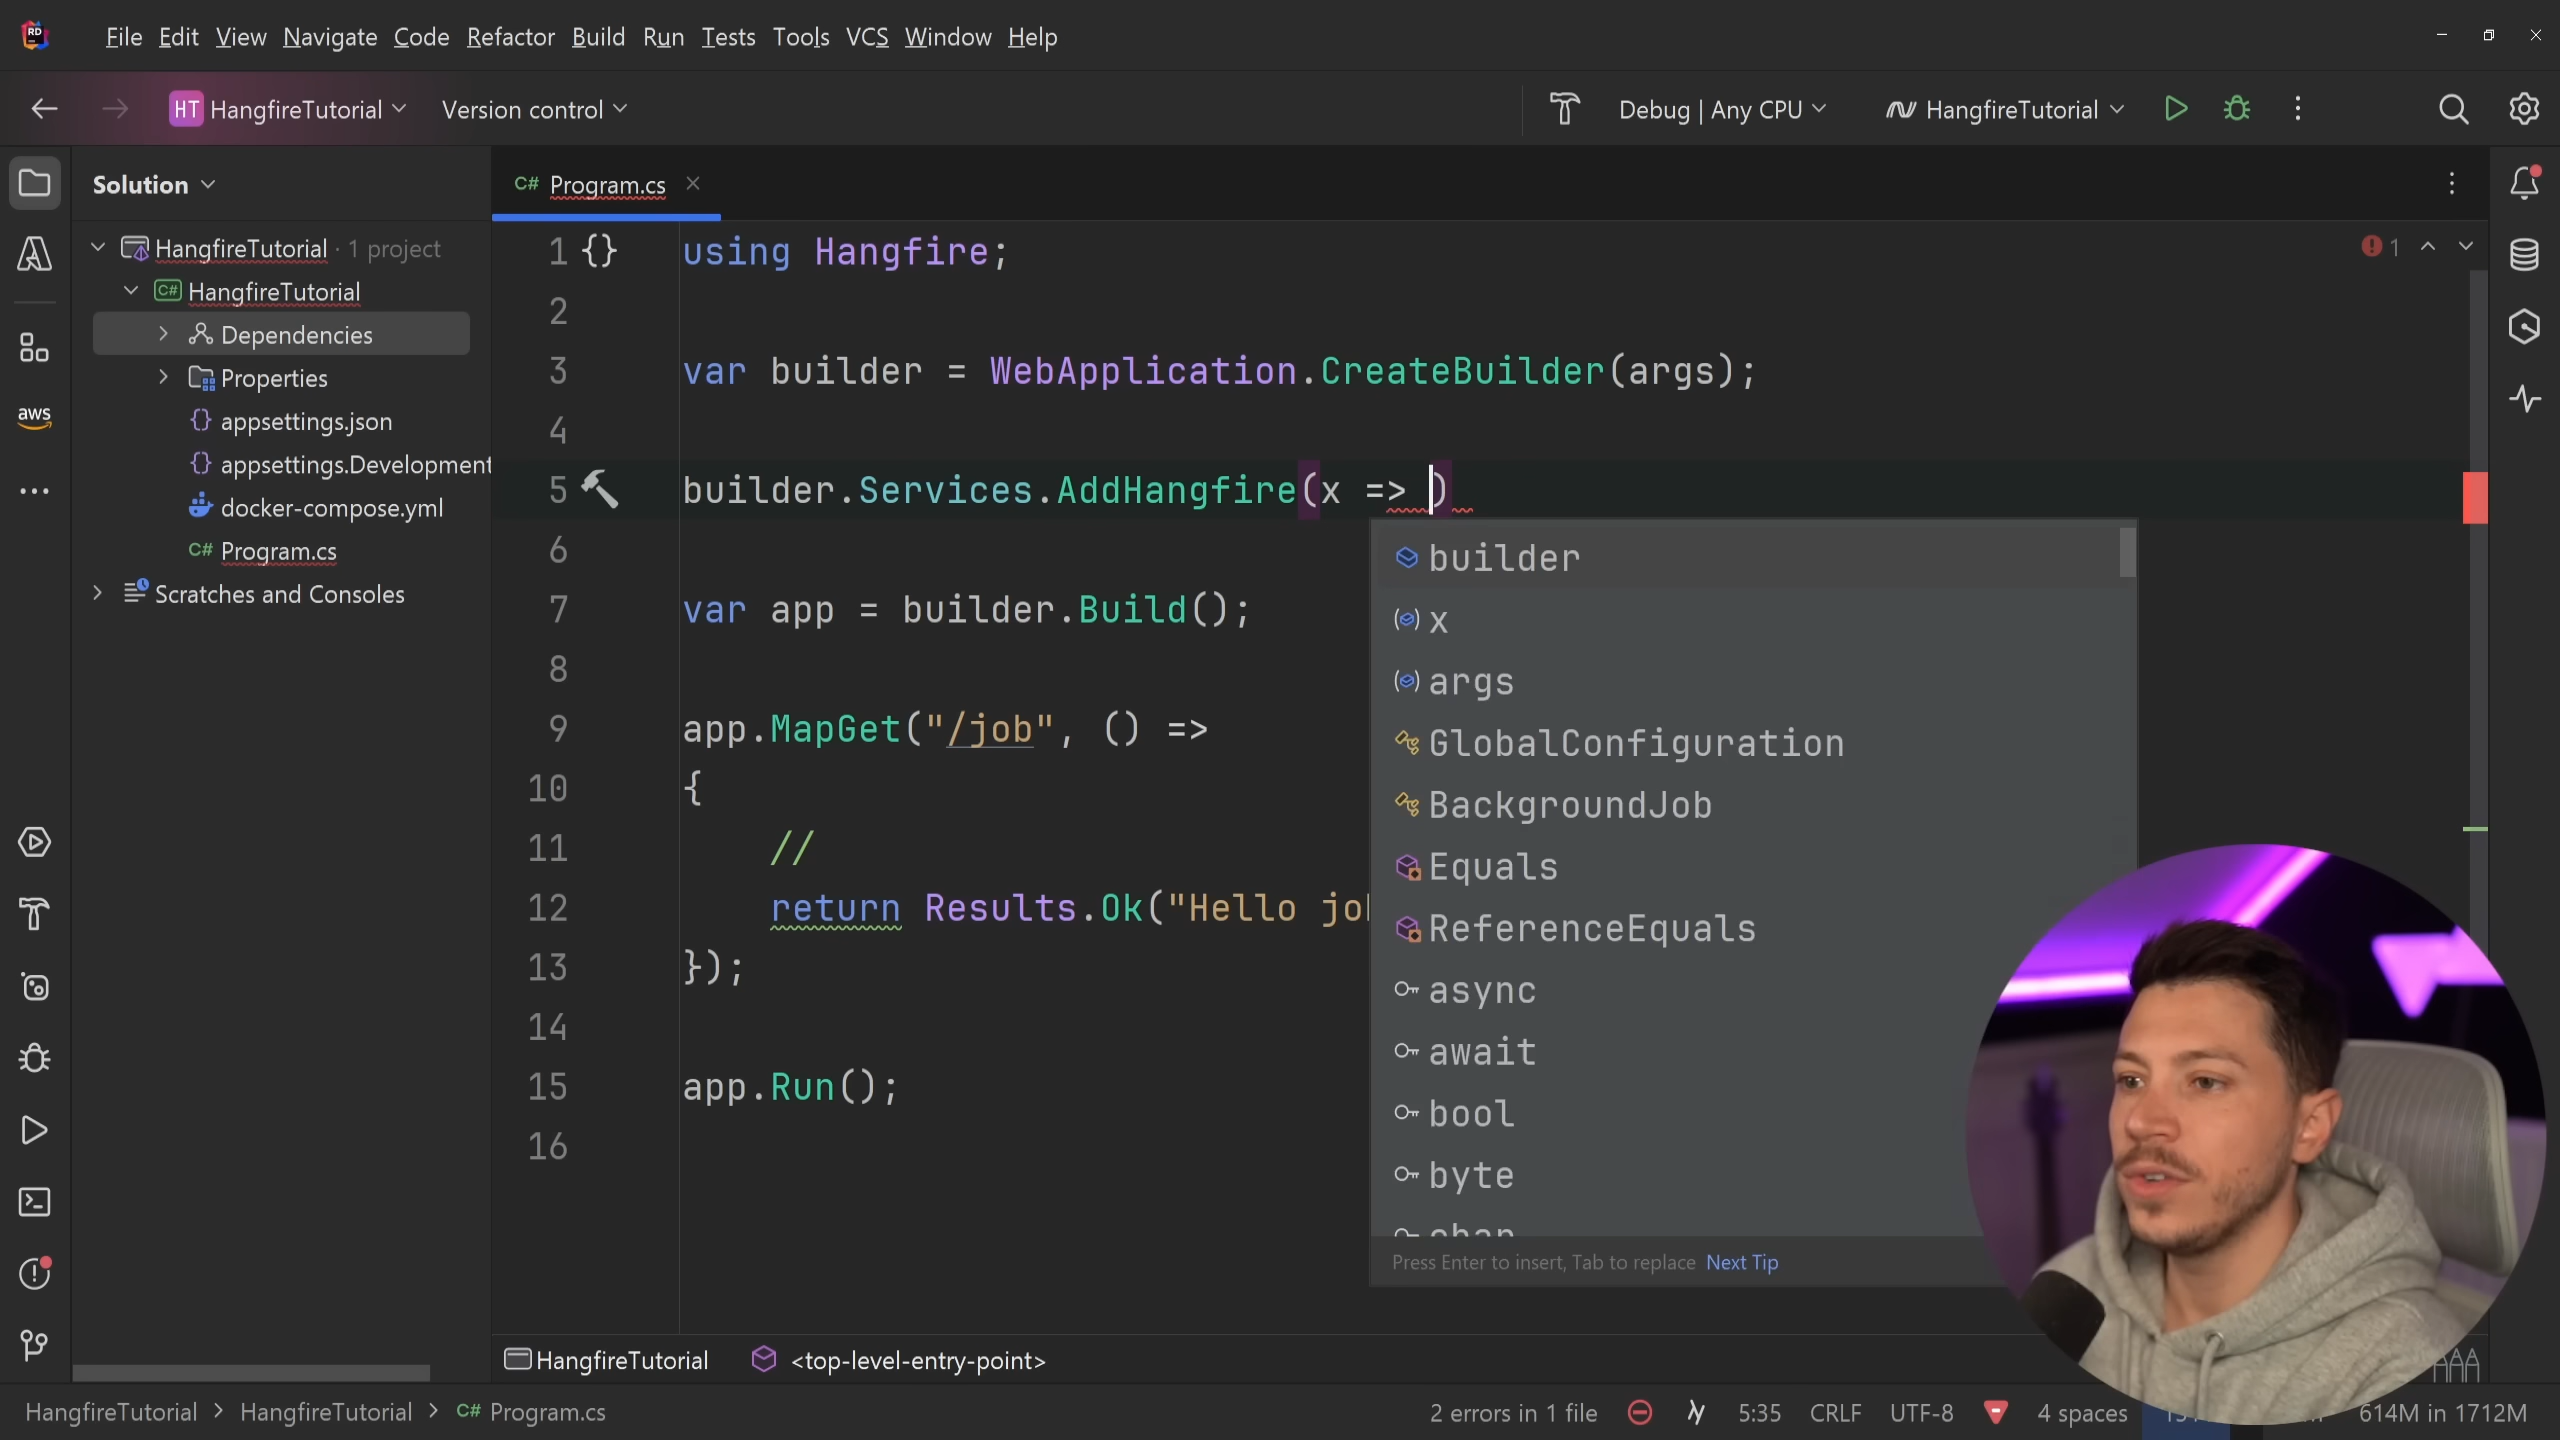 RD File Edit View Navigate Code Refactor Build Run Tests Tools VCS Window Help
HT HangfireTutorial Version control Debug | Any CPU HangfireTutorial
Solution C# Program.cs
HangfireTutorial · 1 project
C# HangfireTutorial
Dependencies
Properties
aws
appsettings.json
appsettings.Development
docker-compose.yml
C# Program.cs
Scratches and Consoles
1 {} using Hangfire;
1
2
3 var builder = WebApplication.CreateBuilder(args);
4
5 builder.Services.AddHangfire(x => )
6
7 var app = builder.Build();
8
9 app.MapGet("/job", () =>
10 {
11 //
12 return Results.Ok("Hello jo
13 });
14
15 app.Run();
16
builder
x
args
GlobalConfiguration
BackgroundJob
Equals
ReferenceEquals
async
await
bool
byte
char
Press Enter to insert, Tab to replace Next Tip
HangfireTutorial <top-level-entry-point>
HangfireTutorial > HangfireTutorial > C# Program.cs 2 errors in 1 file 5:35 CRLF UTF-8 4 spaces 614M in 1712M